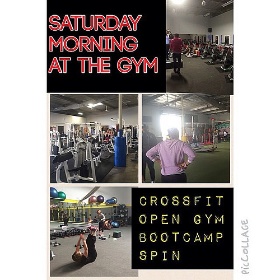 SATURDAY
MORNING
AT THE GYM
CROSSFIT
OPEN GYM
BOOTCAMP
SPIN
PicCollage